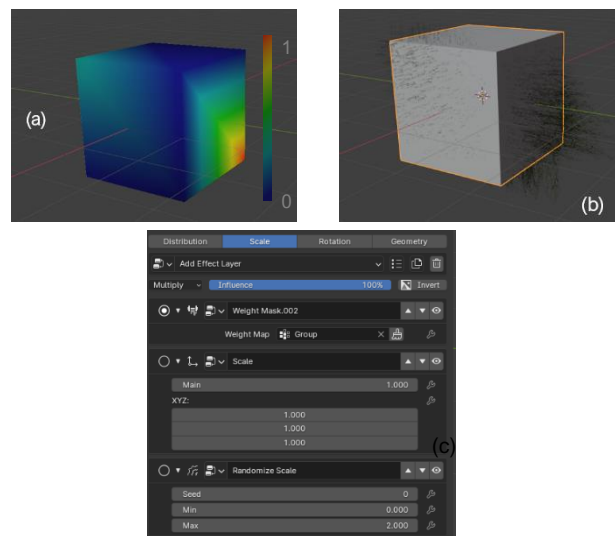 1
(a)
0
(b)
Distribution Scale Rotation Geometry
Add Effect Layer
Multiply Influence 100% Invert
Weight Mask.002
Weight Map Group
Scale
Main 1.000
XYZ:
1.000
1.000
1.000
(c)
Randomize Scale
Seed 0
Min 0.000
Max 2.000